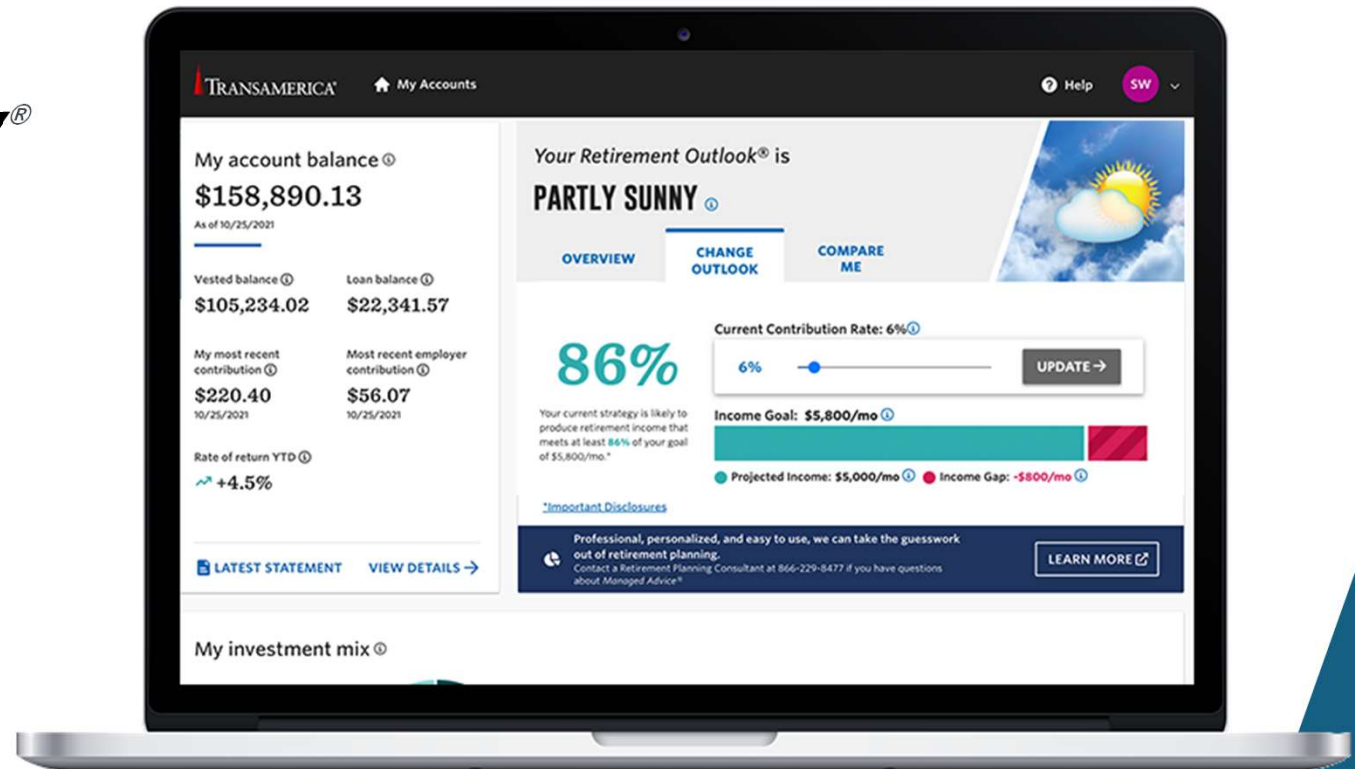 ®
TRANSAMERICA®
My Accounts
Help
SW
My account balance
$158,890.13
As of 10/25/2021
Vested balance
Loan balance
$105,234.02
$22,341.57
My most recent
contribution
Most recent employer
contribution
$220.40
$56.07
10/25/2021
10/25/2021
Rate of return YTD
+4.5%
LATEST STATEMENT
VIEW DETAILS →
Your Retirement Outlook® is
PARTLY SUNNY
OVERVIEW
CHANGE
OUTLOOK
COMPARE
ME
86%
Your current strategy is likely to
produce retirement income that
meets at least 86% of your goal
of $5,800/mo.*
Current Contribution Rate: 6%
6%
UPDATE →
Income Goal: $5,800/mo
Projected Income: $5,000/mo
Income Gap: -$800/mo
*Important Disclosures
Professional, personalized, and easy to use, we can take the guesswork
out of retirement planning.
Contact a Retirement Planning Consultant at 866-229-8477 if you have questions
about Managed Advice®
LEARN MORE
My investment mix